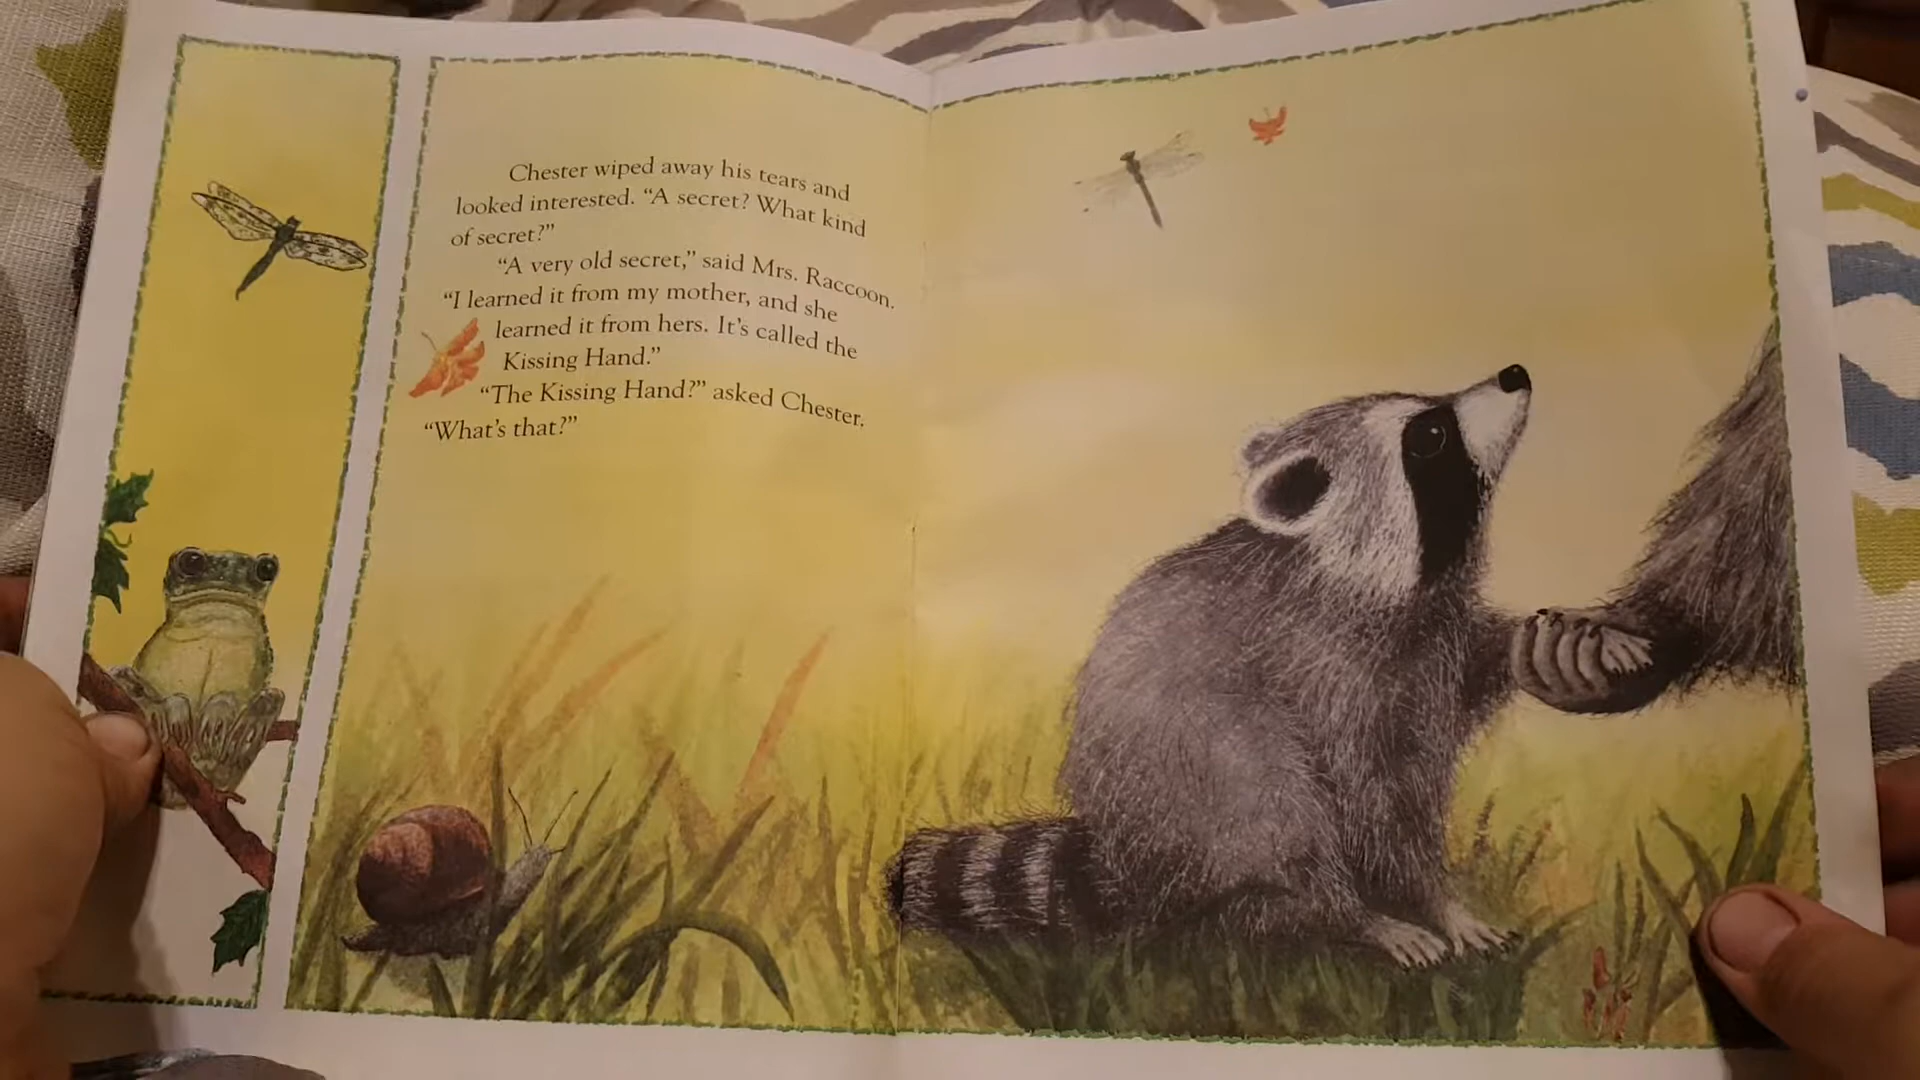 Chester wiped away his tears and
looked interested. “A secret? What kind
of secret?”
“A very old secret,” said Mrs. Raccoon.
“I learned it from my mother, and she
learned it from hers. It’s called the
Kissing Hand.”
“The Kissing Hand?” asked Chester.
“What’s that?”